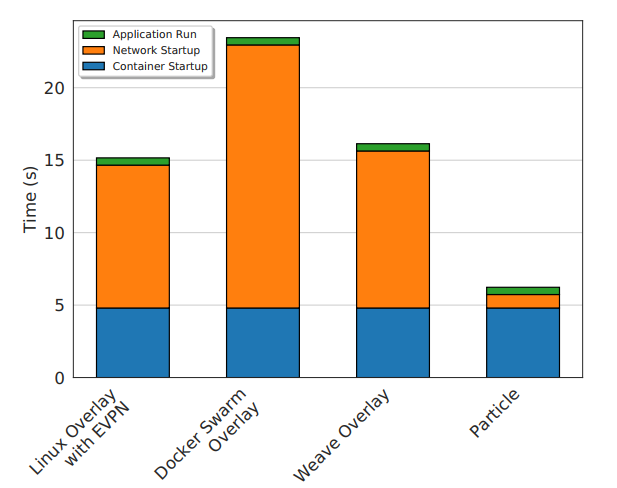 Application Run
Network Startup
Container Startup
Time (s)
20
15
10
5
0
Linux Overlay
with EVPN
Docker Swarm
Overlay
Weave Overlay
Particle